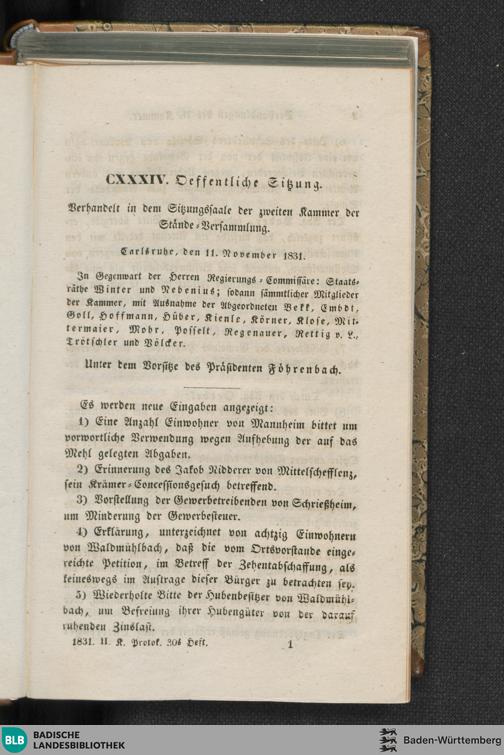 CXXXIV. Oeffentliche Sitzung.
Verhandelt in dem Sitzungssaale der zweiten Kammer der
Stände-Versammlung.
Carlsruhe, den 11. November 1831.
In Gegenwart der Herren Regierungs-Commissäre: Staats-
räthe Winter und Nebenius; sodann sämmtlicher Mitglieder
der Kammer, mit Ausnahme der Abgeordneten Bekk, Embdt,
Goll, Hoffmann, Hüber, Kienle, Körner, Klose, Mit-
termaier, Mohr, Posselt, Regenauer, Rettig v. L.,
Trötschler und Völcker.
Unter dem Vorsitze des Präsidenten Föhrenbach.
Es werden neue Eingaben angezeigt:
1) Eine Anzahl Einwohner von Mannheim bittet um
vorwortliche Verwendung wegen Aufhebung der auf das
Mehl gelegten Abgaben.
2) Erinnerung des Jakob Nidderer von Mittelschefflenz,
sein Krämer-Concessionsgesuch betreffend.
3) Vorstellung der Gewerbetreibenden von Schrießheim,
um Minderung der Gewerbesteuer.
4) Erklärung, unterzeichnet von achtzig Einwohnern
von Waldmühlbach, daß die vom Ortsvorstande einge-
reichte Petition, im Betreff der Zehentabschaffung, als
keineswegs im Auftrage dieser Bürger zu betrachten sey.
5) Wiederholte Bitte der Hubenbesitzer von Waldmühl-
bach, um Befreiung ihrer Hubengüter von der darauf
ruhenden Zinslast.
1831. II. K. Protok. 30s Heft. 1
BLB BADISCHE
LANDESBIBLIOTHEK
Baden-Württemberg